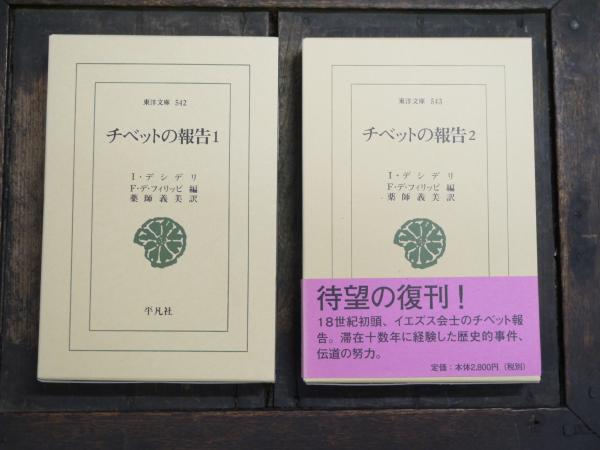 東洋文庫 542
チベットの報告1
I・デシデリ
F・デ・フィリッピ 編
薬師義美 訳
平凡社
東洋文庫 543
チベットの報告2
I・デシデリ
F・デ・フィリッピ 編
薬師義美 訳
待望の復刊！
18世紀初頭、イエズス会士のチベット報
告。滞在十数年に経験した歴史的事件、
伝道の努力。
定価：本体2,800円（税別）